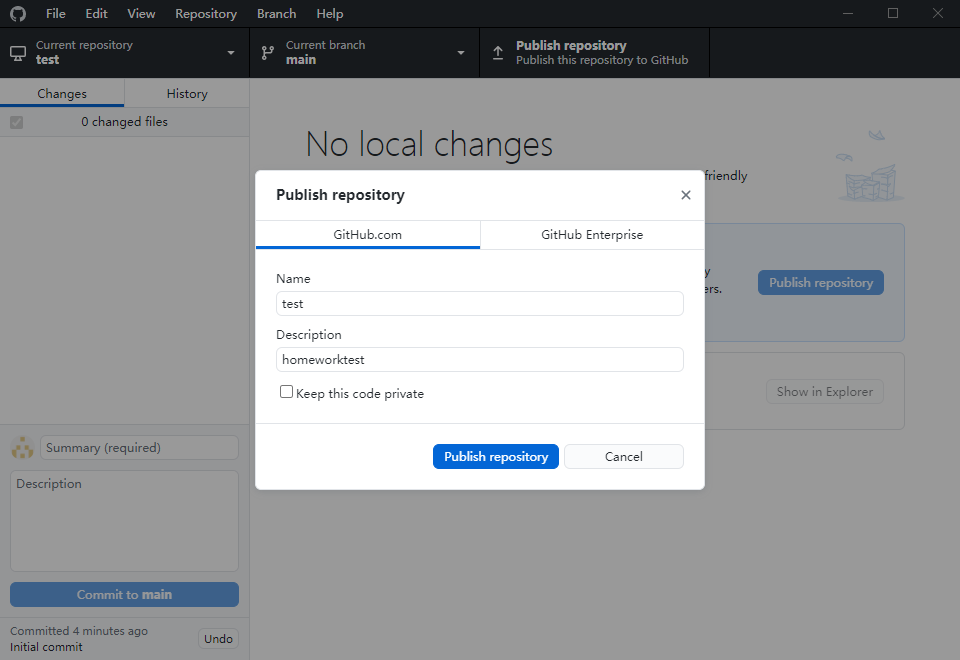 File Edit View Repository Branch Help
Current repository
test
Current branch
main
Publish repository
Publish this repository to GitHub
Changes History
0 changed files
No local changes
friendly
Publish repository
GitHub.com GitHub Enterprise
Name
test
Description
homeworktest
Keep this code private
Publish repository Cancel
y
ers.
Publish repository
Show in Explorer
Summary (required)
Description
Commit to main
Committed 4 minutes ago
Initial commit
Undo